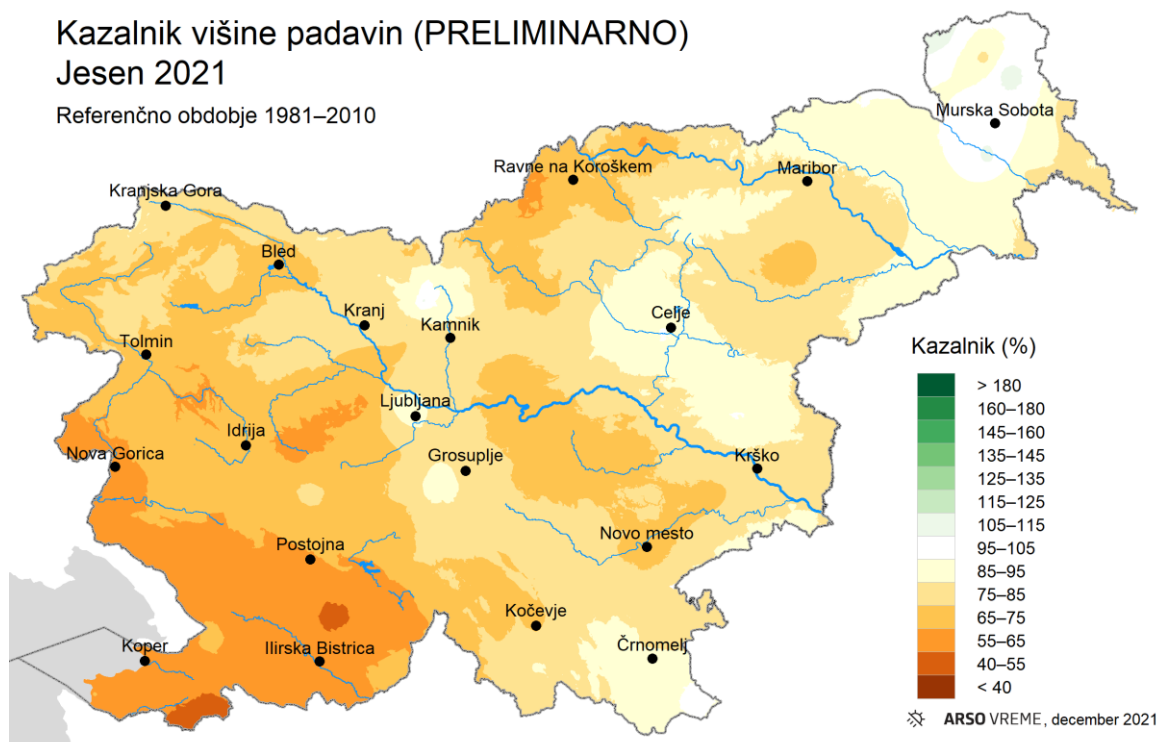 Kazalnik višine padavin (PRELIMINARNO)
Jesen 2021
Referenčno obdobje 1981–2010
Murska Sobota
Ravne na Koroškem
Maribor
Kranjska Gora
Bled
Kranj
Kamnik
Celje
Tolmin
Ljubljana
Idrija
Nova Gorica
Grosuplje
Krško
Novo mesto
Postojna
Kočevje
Koper
Ilirska Bistrica
Črnomelj
Kazalnik (%)
> 180
160–180
145–160
135–145
125–135
115–125
105–115
95–105
85–95
75–85
65–75
55–65
40–55
< 40
ARSO VREME, december 2021